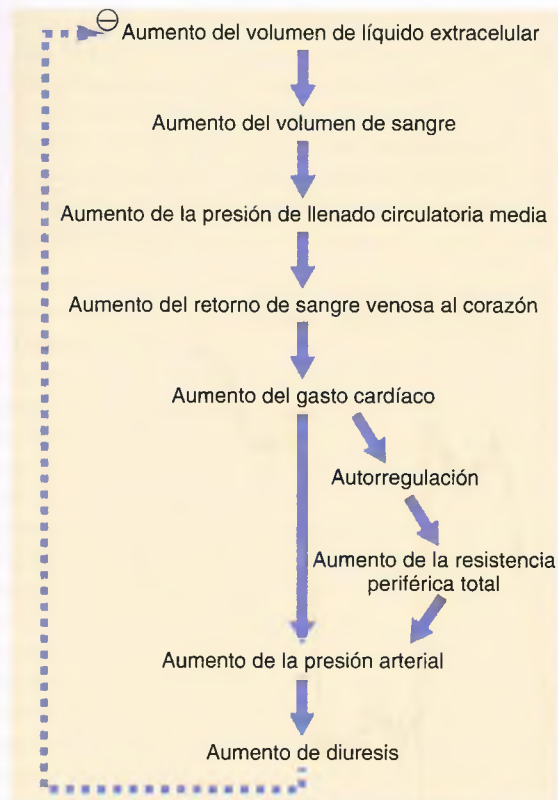 Aumento del volumen de líquido extracelular
Aumento del volumen de sangre
Aumento de la presión de llenado circulatoria media
Aumento del retorno de sangre venosa al corazón
Aumento del gasto cardíaco
Autorregulación
Aumento de la resistencia
periférica total
Aumento de la presión arterial
Aumento de diuresis